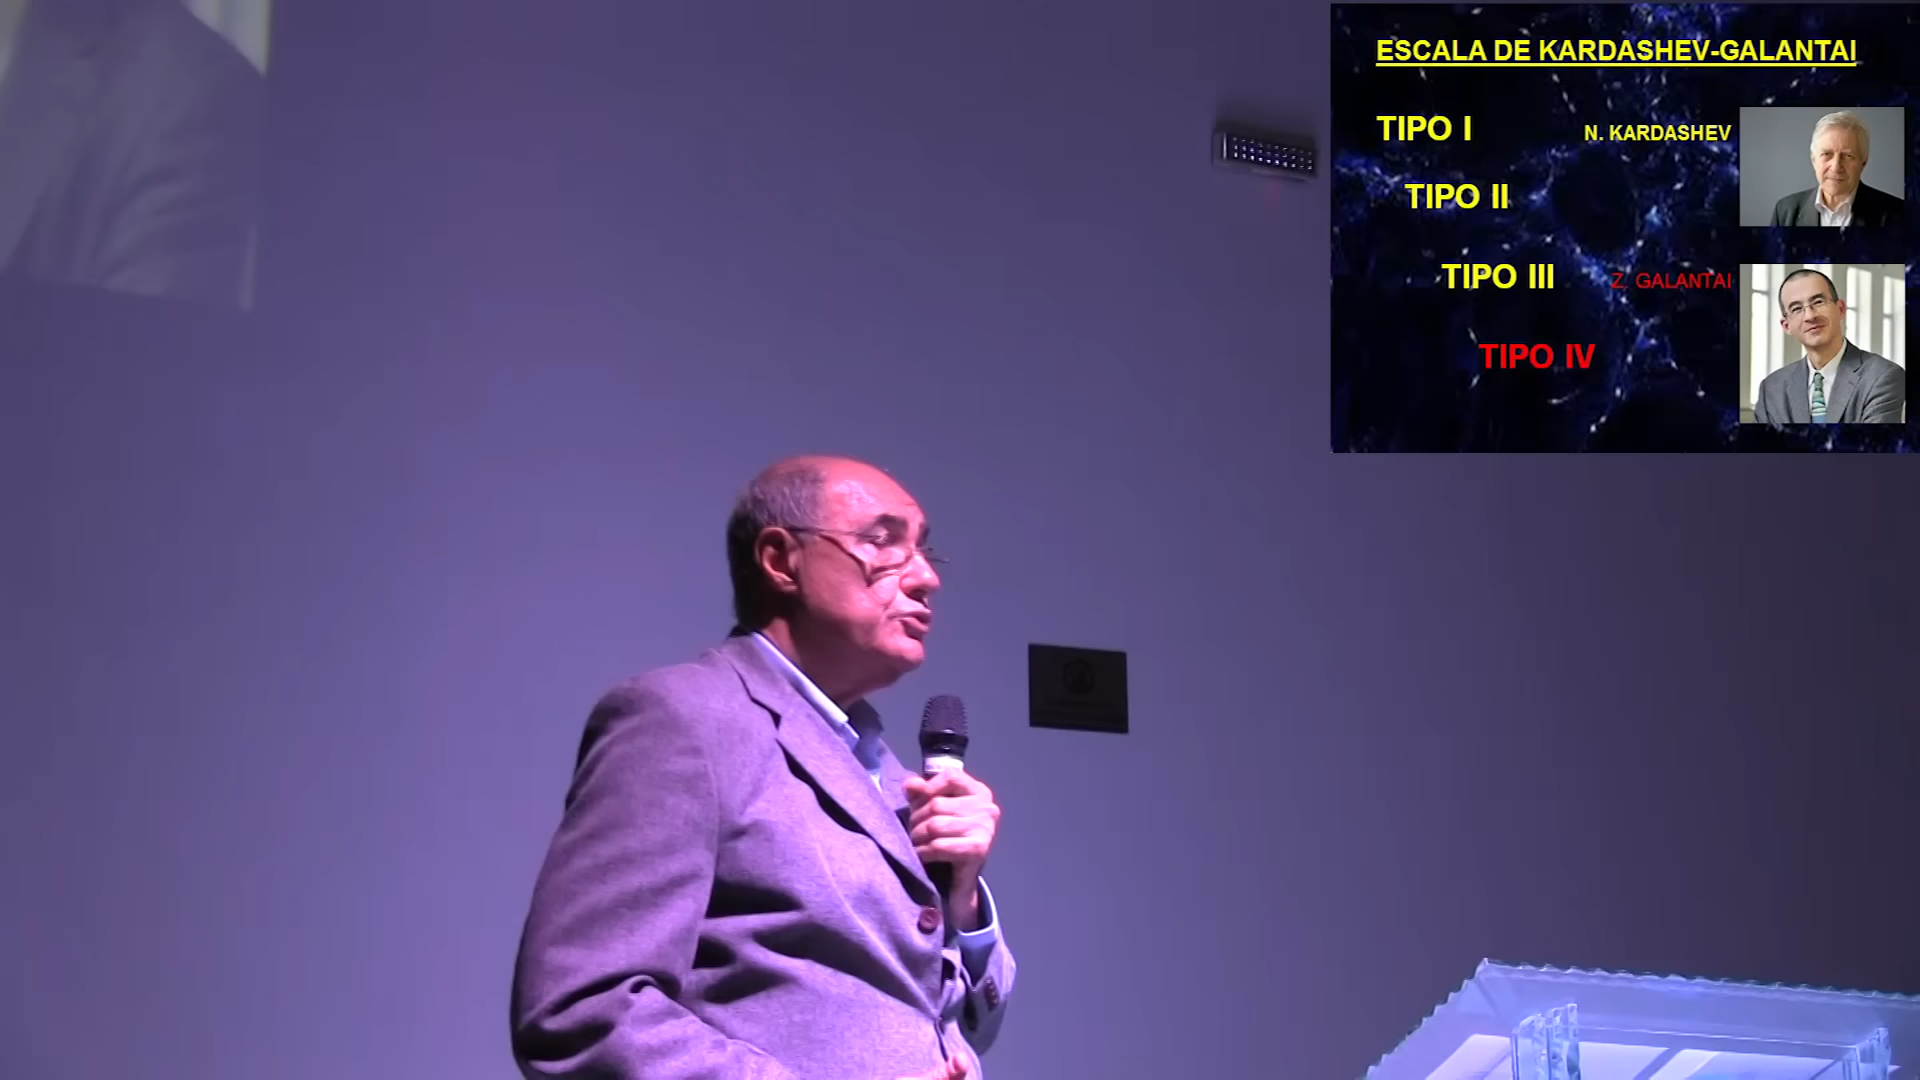 ESCALA DE KARDASHEV-GALANTAI
TIPO I
N. KARDASHEV
TIPO II
TIPO III
Z. GALANTAI
TIPO IV